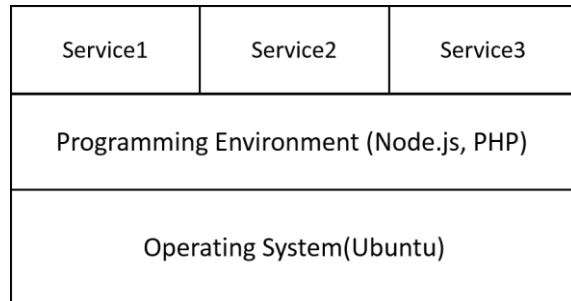 Service1
Service2
Service3
Programming Environment (Node.js, PHP)
Operating System(Ubuntu)